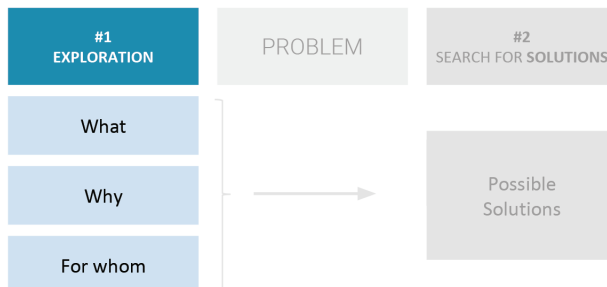 #1
EXPLORATION
PROBLEM
#2
SEARCH FOR SOLUTIONS
What
Why
For whom
Possible
Solutions